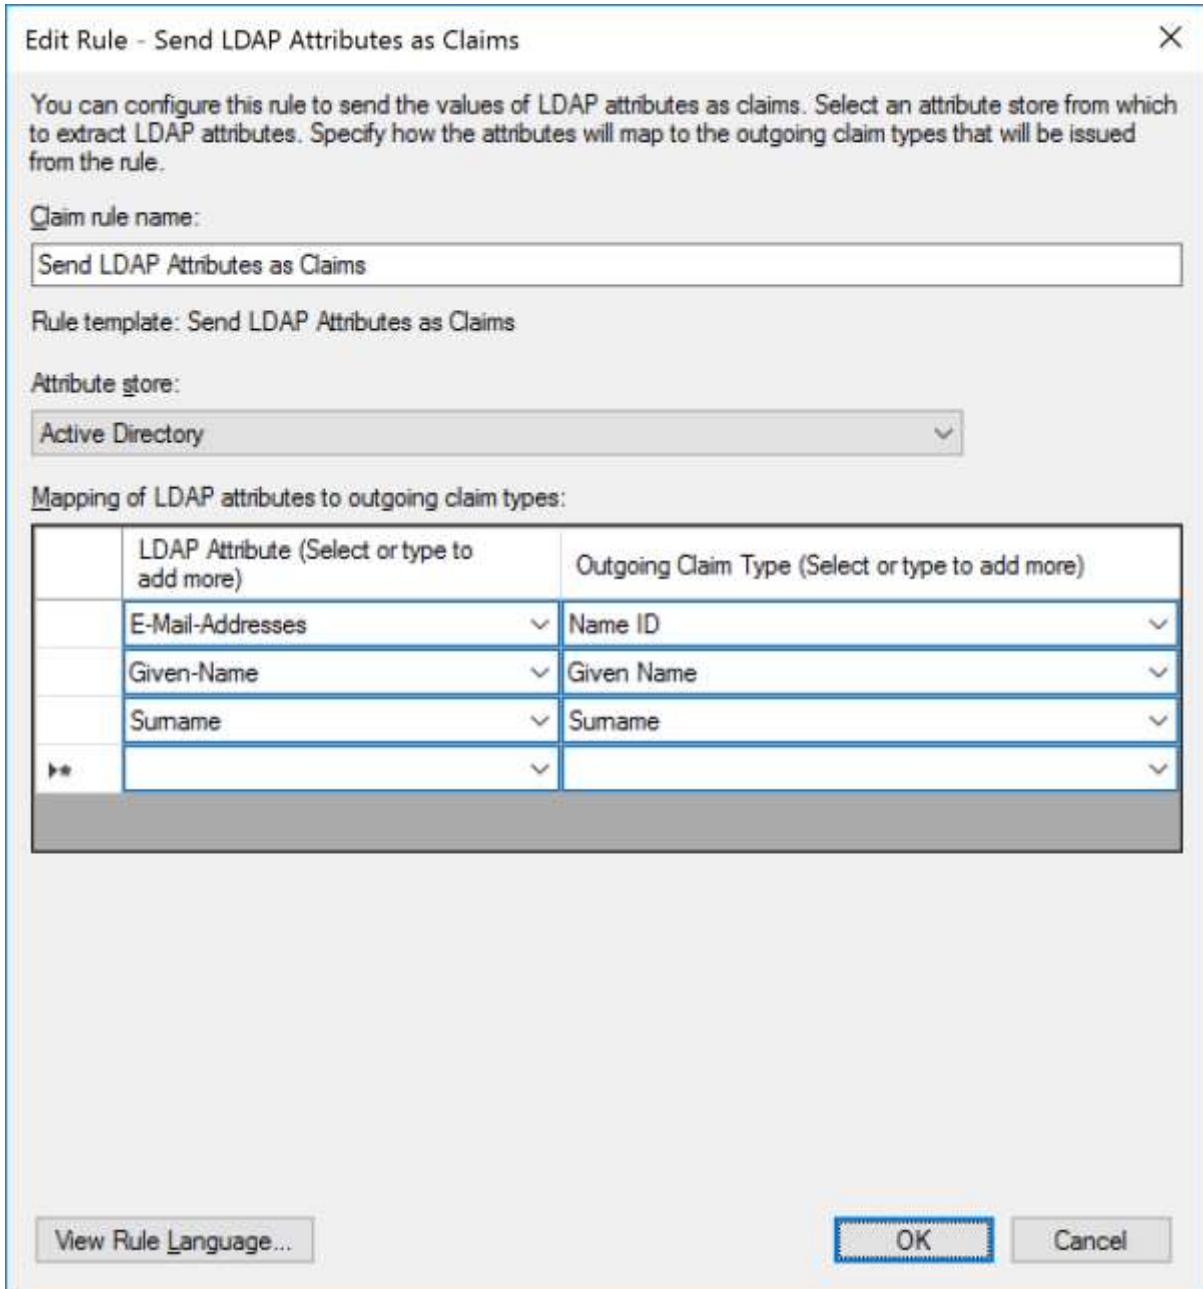 Edit Rule - Send LDAP Attributes as Claims
You can configure this rule to send the values of LDAP attributes as claims. Select an attribute store from which
to extract LDAP attributes. Specify how the attributes will map to the outgoing claim types that will be issued
from the rule.
Claim rule name:
Send LDAP Attributes as Claims
Rule template: Send LDAP Attributes as Claims
Attribute store:
Active Directory
Mapping of LDAP attributes to outgoing claim types:
LDAP Attribute (Select or type to
add more)
Outgoing Claim Type (Select or type to add more)
E-Mail-Addresses
Name ID
Given-Name
Given Name
Surname
Surname
View Rule Language...
OK
Cancel